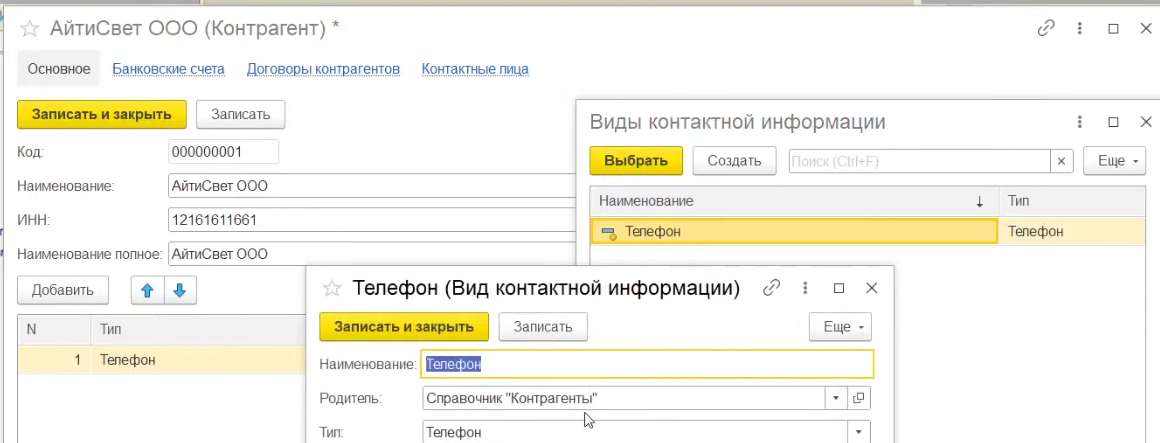 АйтиСвет ООО (Контрагент) *
Основное Банковские счета Договоры контрагентов Контактные лица
Записать и закрыть Записать
Код: 000000001
Наименование: АйтиСвет ООО
ИНН: 12161611661
Наименование полное: АйтиСвет ООО
Добавить
N Тип
1 Телефон
Виды контактной информации
Выбрать Создать Поиск (Ctrl+F) × Еще
Наименование ↓ Тип
Телефон Телефон
Телефон (Вид контактной информации)
Записать и закрыть Записать Еще
Наименование: Телефон
Родитель: Справочник "Контрагенты"
Тип: Телефон